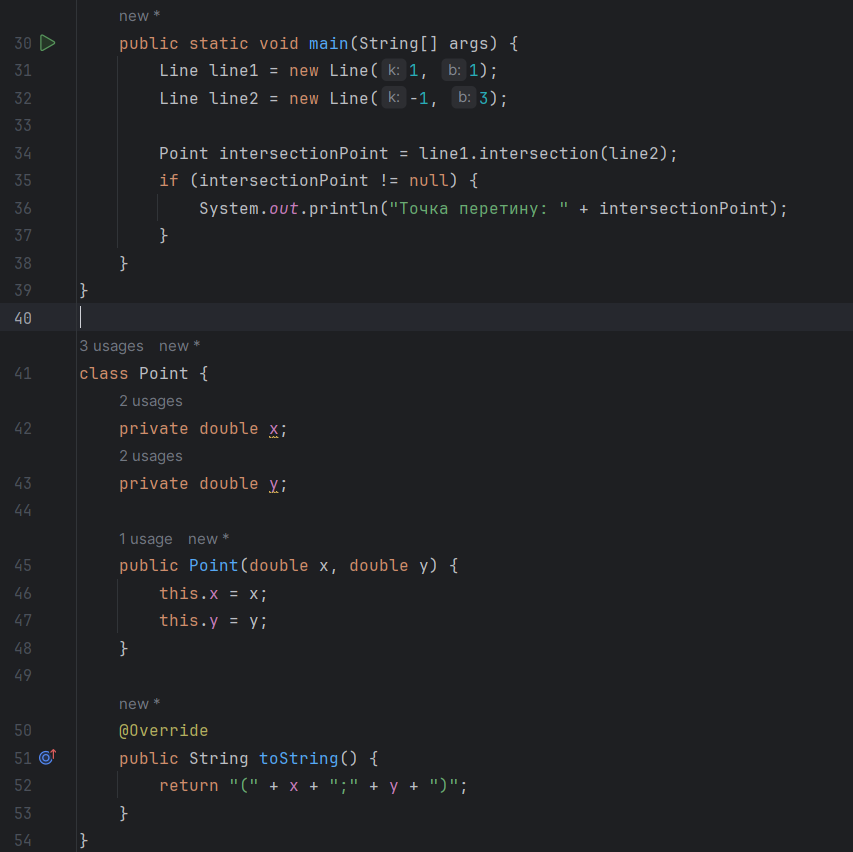 new *
30 public static void main(String[] args) {
31 Line line1 = new Line( k: 1, b: 1);
32 Line line2 = new Line( k: -1, b: 3);
33
34 Point intersectionPoint = line1.intersection(line2);
35 if (intersectionPoint != null) {
36 System.out.println("Точка перетину: " + intersectionPoint);
37 }
38 }
39 }
40
3 usages new *
41 class Point {
2 usages
42 private double x;
2 usages
43 private double y;
44
1 usage new *
45 public Point(double x, double y) {
46 this.x = x;
47 this.y = y;
48 }
49
new *
50 @Override
51 public String toString() {
52 return "(" + x + ";" + y + ")";
53 }
54 }